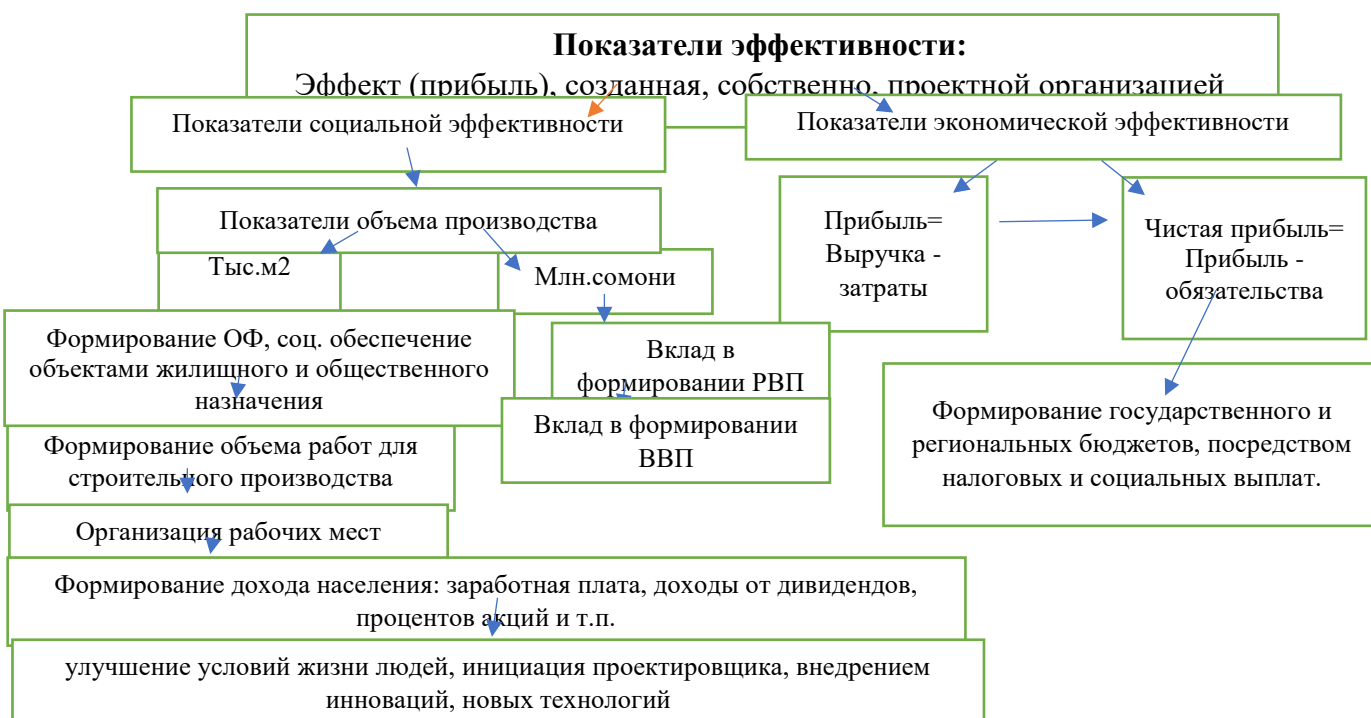 Показатели эффективности:
Эффект (прибыль), созданная, собственно, проектной организацией
Показатели социальной эффективности
Показатели экономической эффективности
Показатели объема производства
Тыс.м2
Млн.сомони
Прибыль=
Выручка -
затраты
Чистая прибыль=
Прибыль -
обязательства
Формирование ОФ, соц. обеспечение
объектами жилищного и общественного
назначения
Вклад в
формировании РВП
Вклад в формировании
ВВП
Формирование государственного и
региональных бюджетов, посредством
налоговых и социальных выплат.
Формирование объема работ для
строительного производства
Организация рабочих мест
Формирование дохода населения: заработная плата, доходы от дивидендов,
процентов акций и т.п.
улучшение условий жизни людей, инициация проектировщика, внедрением
инноваций, новых технологий